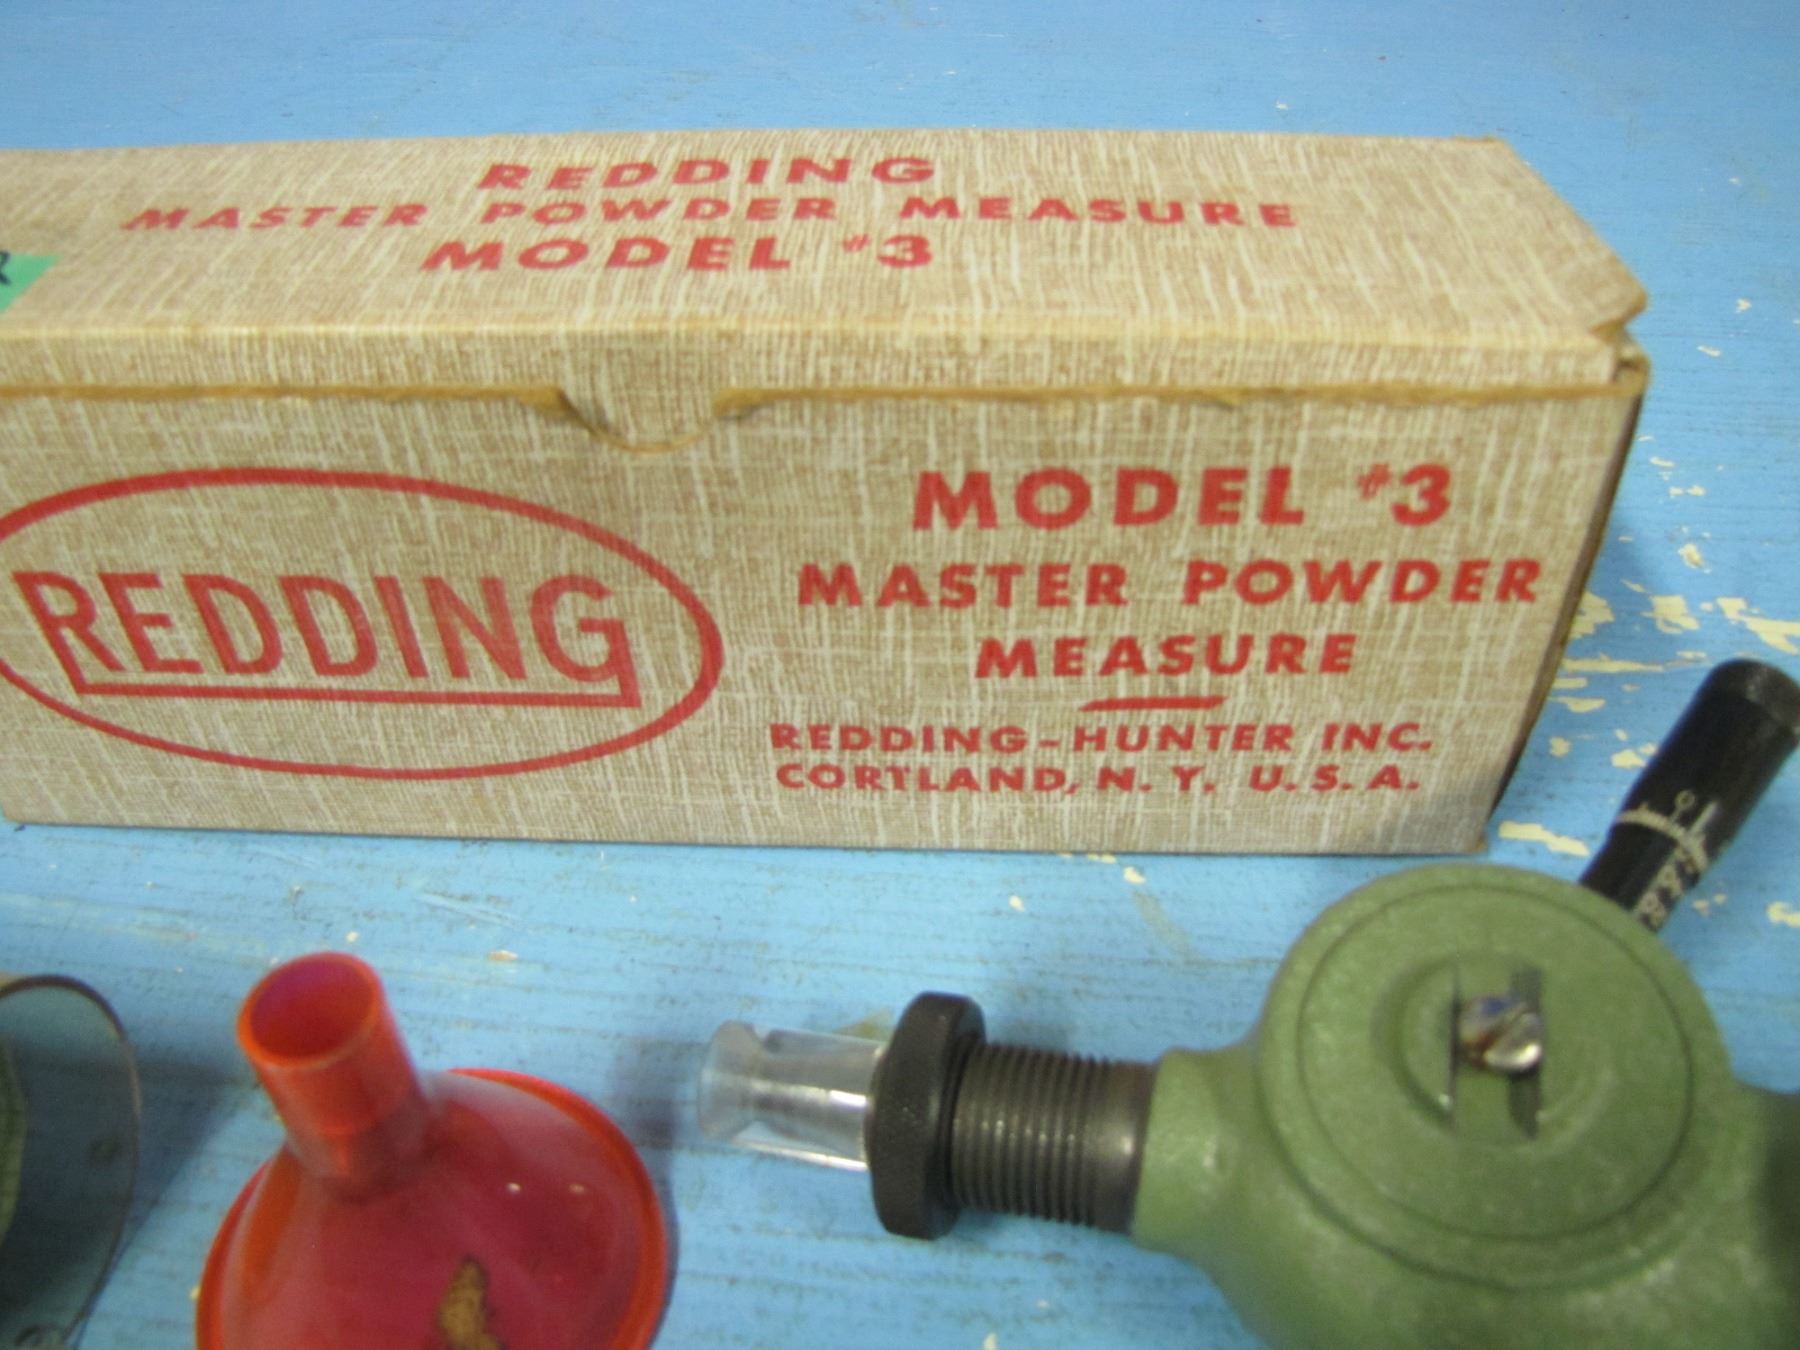 REDDING
MASTER POWDER MEASURE
MODEL #3
REDDING
MODEL #3
MASTER POWDER
MEASURE
REDDING-HUNTER INC.
CORTLAND, N. Y. U. S. A.